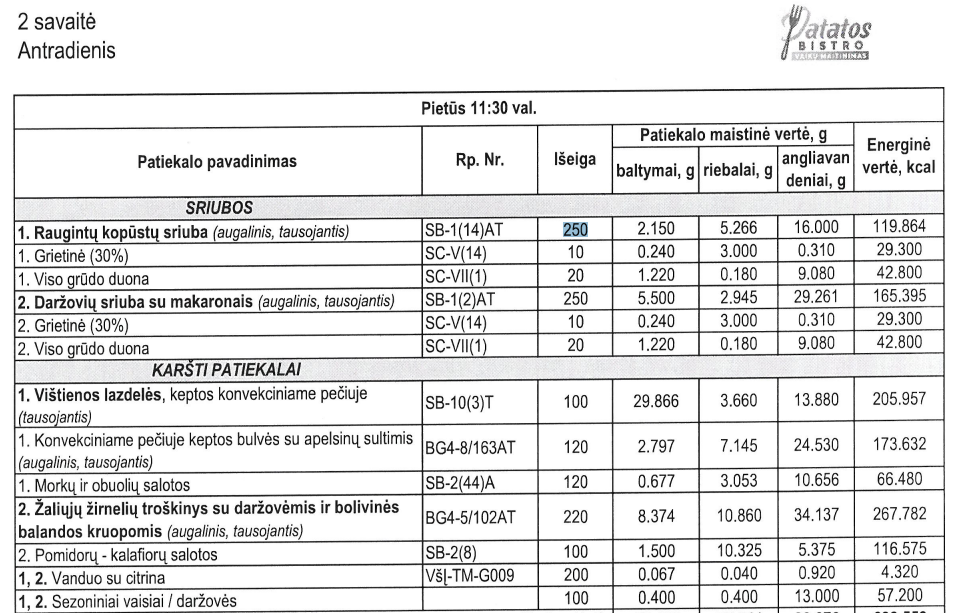 2 savaitė
Antradienis
Patatos
BISTRO
VAIKŲ MAITINIMAS
Pietūs 11:30 val.
Patiekalo pavadinimas Rp. Nr. Išeiga Patiekalo maistinė vertė, g Energinė vertė, kcal
baltymai, g riebalai, g angliavandeniai, g
SRIUBOS
1. Raugintų kopūstų sriuba (augalinis, tausojantis) SB-1(14)AT 250 2.150 5.266 16.000 119.864
1. Grietinė (30%) SC-V(14) 10 0.240 3.000 0.310 29.300
1. Viso grūdo duona SC-VII(1) 20 1.220 0.180 9.080 42.800
2. Daržovių sriuba su makaronais (augalinis, tausojantis) SB-1(2)AT 250 5.500 2.945 29.261 165.395
2. Grietinė (30%) SC-V(14) 10 0.240 3.000 0.310 29.300
2. Viso grūdo duona SC-VII(1) 20 1.220 0.180 9.080 42.800
KARŠTI PATIEKALAI
1. Vištienos lazdelės, keptos konvekciniame pečiuje
(tausojantis) SB-10(3)T 100 29.866 3.660 13.880 205.957
1. Konvekciniame pečiuje keptos bulvės su apelsinų sultimis
(augalinis, tausojantis) BG4-8/163AT 120 2.797 7.145 24.530 173.632
1. Morkų ir obuolių salotos SB-2(44)A 120 0.677 3.053 10.656 66.480
2. Žaliųjų žirnelių troškinys su daržovėmis ir bolivinės
balandos kruopomis (augalinis, tausojantis) BG4-5/102AT 220 8.374 10.860 34.137 267.782
2. Pomidorų - kalafiorų salotos SB-2(8) 100 1.500 10.325 5.375 116.575
1, 2. Vanduo su citrina VšĮ-TM-G009 200 0.067 0.040 0.920 4.320
1, 2. Sezoniniai vaisiai / daržovės 100 0.400 0.400 13.000 57.200